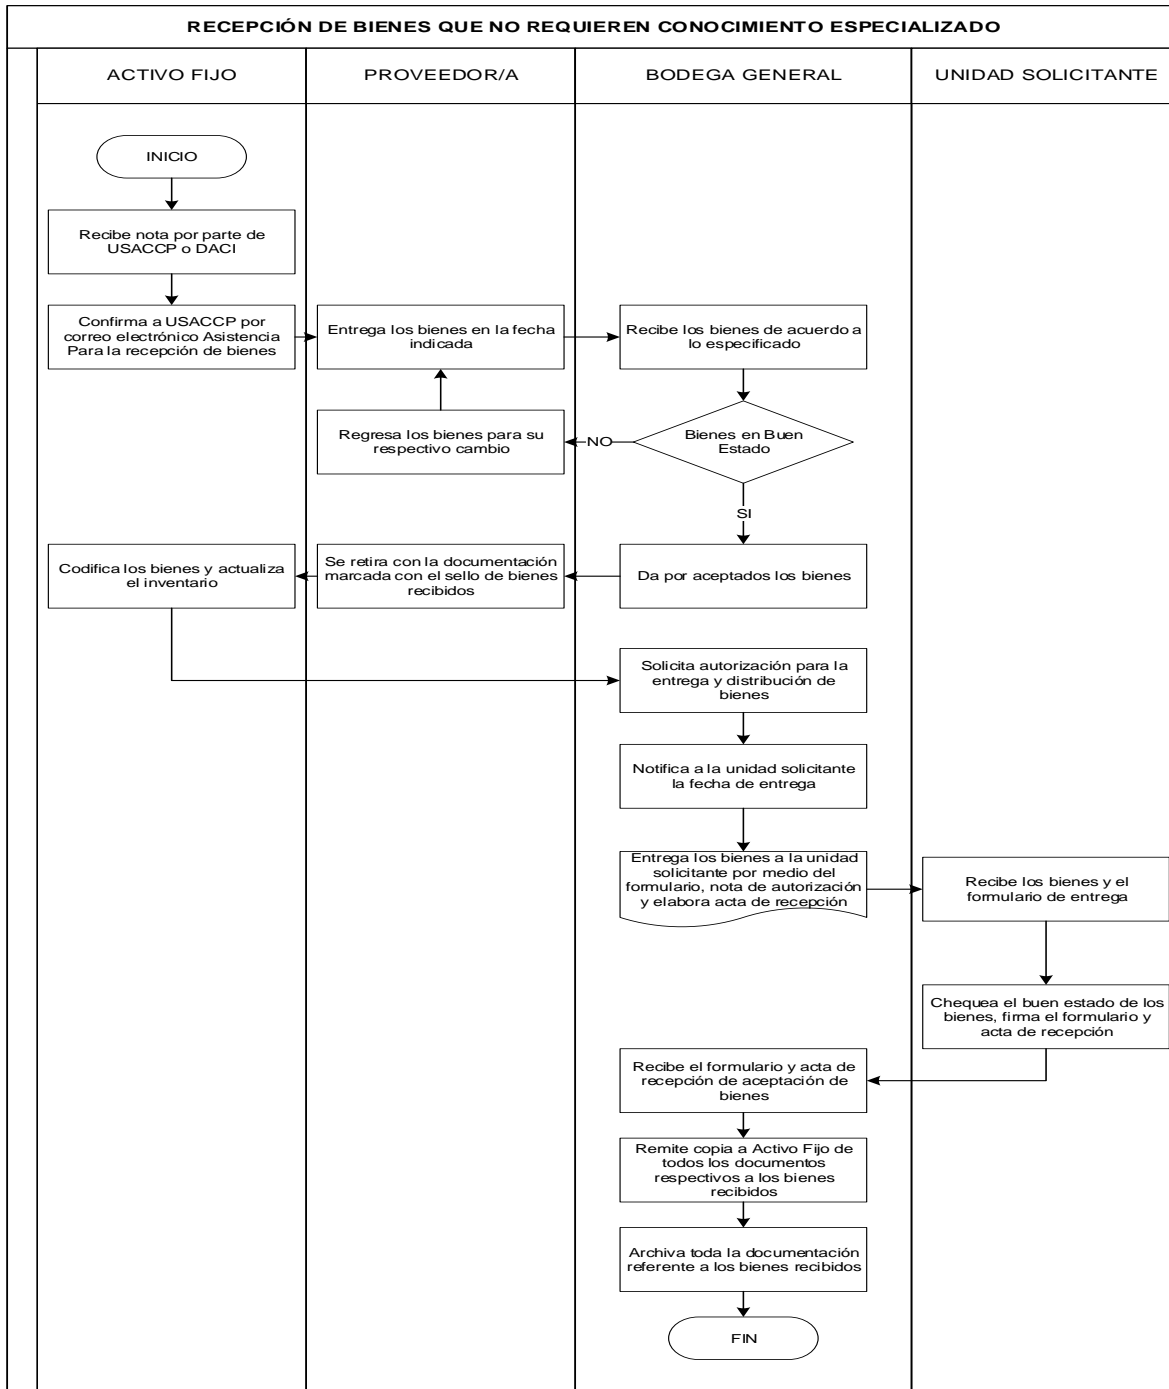 RECEPCIÓN DE BIENES QUE NO REQUIEREN CONOCIMIENTO ESPECIALIZADO
ACTIVO FIJO
PROVEEDOR/A
BODEGA GENERAL
UNIDAD SOLICITANTE
INICIO
Recibe nota por parte de
USACCP o DACI
Confirma a USACCP por
correo electrónico Asistencia
Para la recepción de bienes
Entrega los bienes en la fecha
indicada
Recibe los bienes de acuerdo a
lo especificado
Bienes en Buen
Estado
NO
Regresa los bienes para su
respectivo cambio
SI
Da por aceptados los bienes
Se retira con la documentación
marcada con el sello de bienes
recibidos
Codifica los bienes y actualiza
el inventario
Solicita autorización para la
entrega y distribución de
bienes
Notifica a la unidad solicitante
la fecha de entrega
Entrega los bienes a la unidad
solicitante por medio del
formulario, nota de autorización
y elabora acta de recepción
Recibe los bienes y el
formulario de entrega
Chequea el buen estado de los
bienes, firma el formulario y
acta de recepción
Recibe el formulario y acta de
recepción de aceptación de
bienes
Remite copia a Activo Fijo de
todos los documentos
respectivos a los bienes
recibidos
Archiva toda la documentación
referente a los bienes recibidos
FIN